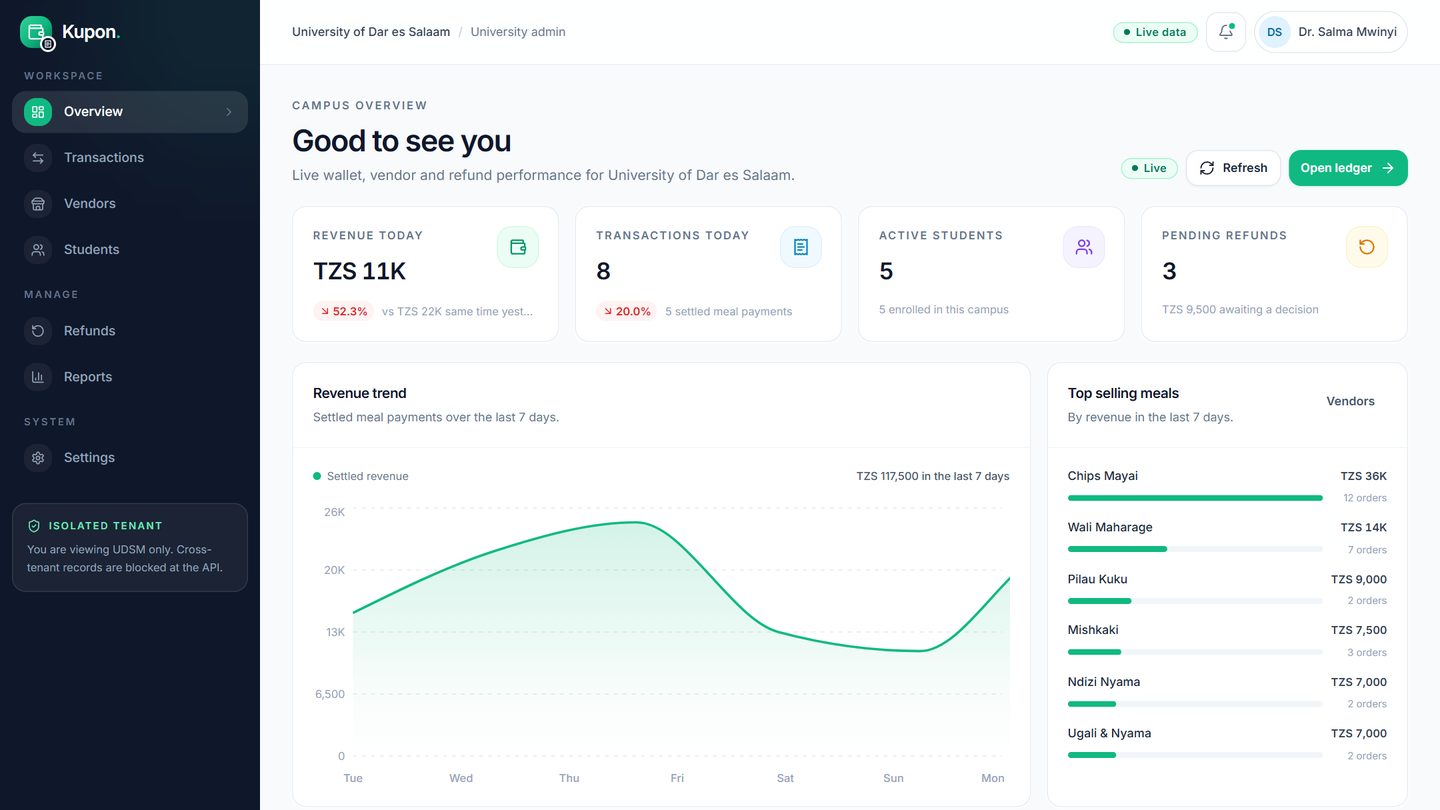 Kupon.
WORKSPACE
Overview
Transactions
Vendors
Students
MANAGE
Refunds
Reports
SYSTEM
Settings
ISOLATED TENANT
You are viewing UDSM only. Cross-
tenant records are blocked at the API.
University of Dar es Salaam / University admin
Live data
DS Dr. Salma Mwinyi
CAMPUS OVERVIEW
Good to see you
Live wallet, vendor and refund performance for University of Dar es Salaam.
Live
Refresh
Open ledger
REVENUE TODAY
TZS 11K
52.3% vs TZS 22K same time yest...
TRANSACTIONS TODAY
8
20.0% 5 settled meal payments
ACTIVE STUDENTS
5
5 enrolled in this campus
PENDING REFUNDS
3
TZS 9,500 awaiting a decision
Revenue trend
Settled meal payments over the last 7 days.
Settled revenue
TZS 117,500 in the last 7 days
26K
20K
13K
6,500
0
Tue Wed Thu Fri Sat Sun Mon
Top selling meals
By revenue in the last 7 days.
Vendors
Chips Mayai TZS 36K
12 orders
Wali Maharage TZS 14K
7 orders
Pilau Kuku TZS 9,000
2 orders
Mishkaki TZS 7,500
3 orders
Ndizi Nyama TZS 7,000
2 orders
Ugali & Nyama TZS 7,000
2 orders